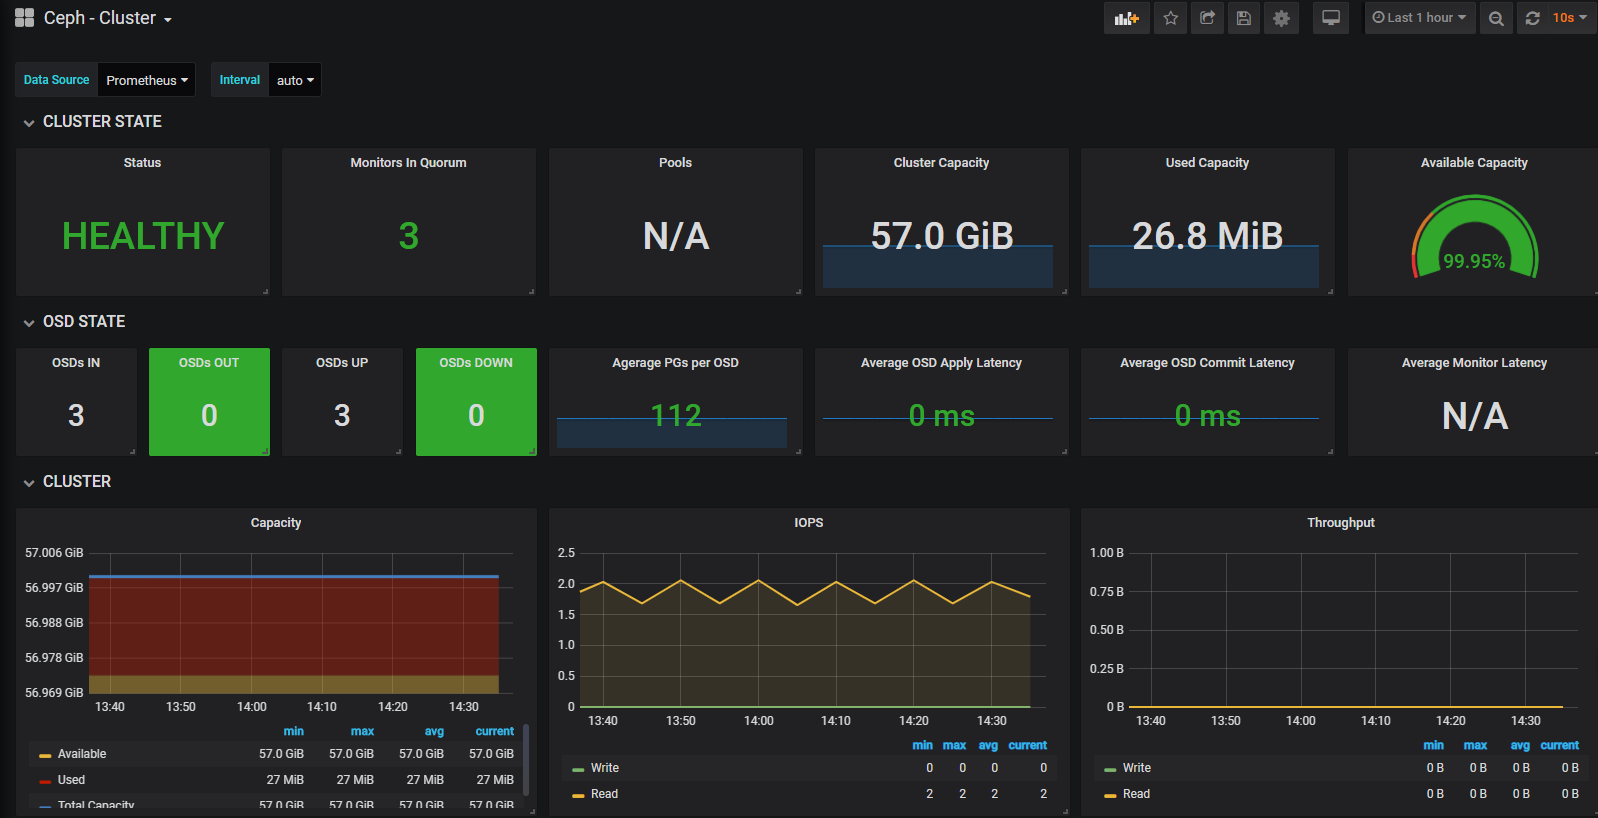 Ceph - Cluster
Last 1 hour
10s
Data Source Prometheus Interval auto
CLUSTER STATE
Status
HEALTHY
Monitors In Quorum
3
Pools
N/A
Cluster Capacity
57.0 GiB
Used Capacity
26.8 MiB
Available Capacity
99.95%
OSD STATE
OSDs IN
3
OSDs OUT
0
OSDs UP
3
OSDs DOWN
0
Agerage PGs per OSD
112
Average OSD Apply Latency
0 ms
Average OSD Commit Latency
0 ms
Average Monitor Latency
N/A
CLUSTER
Capacity
57.006 GiB
56.997 GiB
56.988 GiB
56.978 GiB
56.969 GiB
13:40 13:50 14:00 14:10 14:20 14:30
min max avg current
Available 57.0 GiB 57.0 GiB 57.0 GiB 57.0 GiB
Used 27 MiB 27 MiB 27 MiB 27 MiB
Total Capacity 57.0 GiB 57.0 GiB 57.0 GiB 57.0 GiB
IOPS
2.5
2.0
1.5
1.0
0.5
0
13:40 13:50 14:00 14:10 14:20 14:30
min max avg current
Write 0 0 0 0
Read 2 2 2 2
Throughput
1.00 B
0.75 B
0.50 B
0.25 B
0 B
13:40 13:50 14:00 14:10 14:20 14:30
min max avg current
Write 0 B 0 B 0 B 0 B
Read 0 B 0 B 0 B 0 B